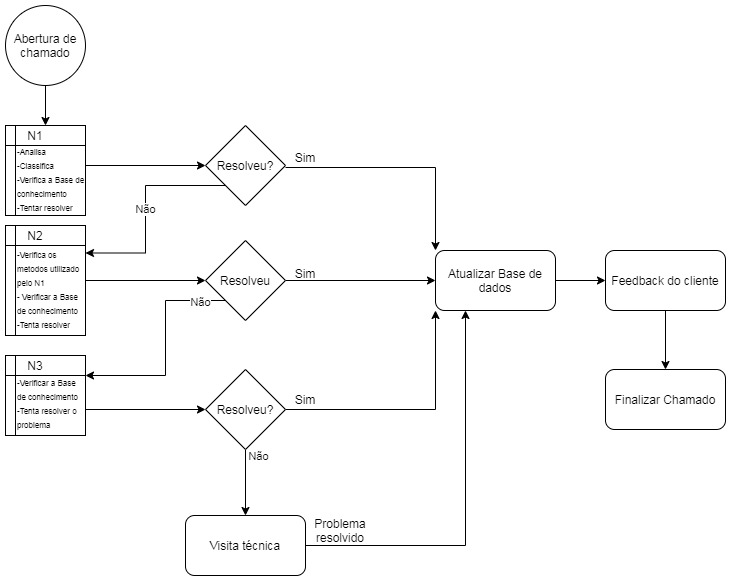 Abertura de
chamado
N1
-Analisa
-Classifica
-Verifica a Base de
conhecimento
-Tentar resolver
Resolveu?
Sim
Não
N2
-Verifica os
metodos utilizado
pelo N1
- Verificar a Base
de conhecimento
-Tenta resolver
Resolveu
Sim
Não
Atualizar Base de
dados
Feedback do cliente
N3
-Verificar a Base
de conhecimento
-Tenta resolver o
problema
Resolveu?
Sim
Não
Finalizar Chamado
Visita técnica
Problema
resolvido